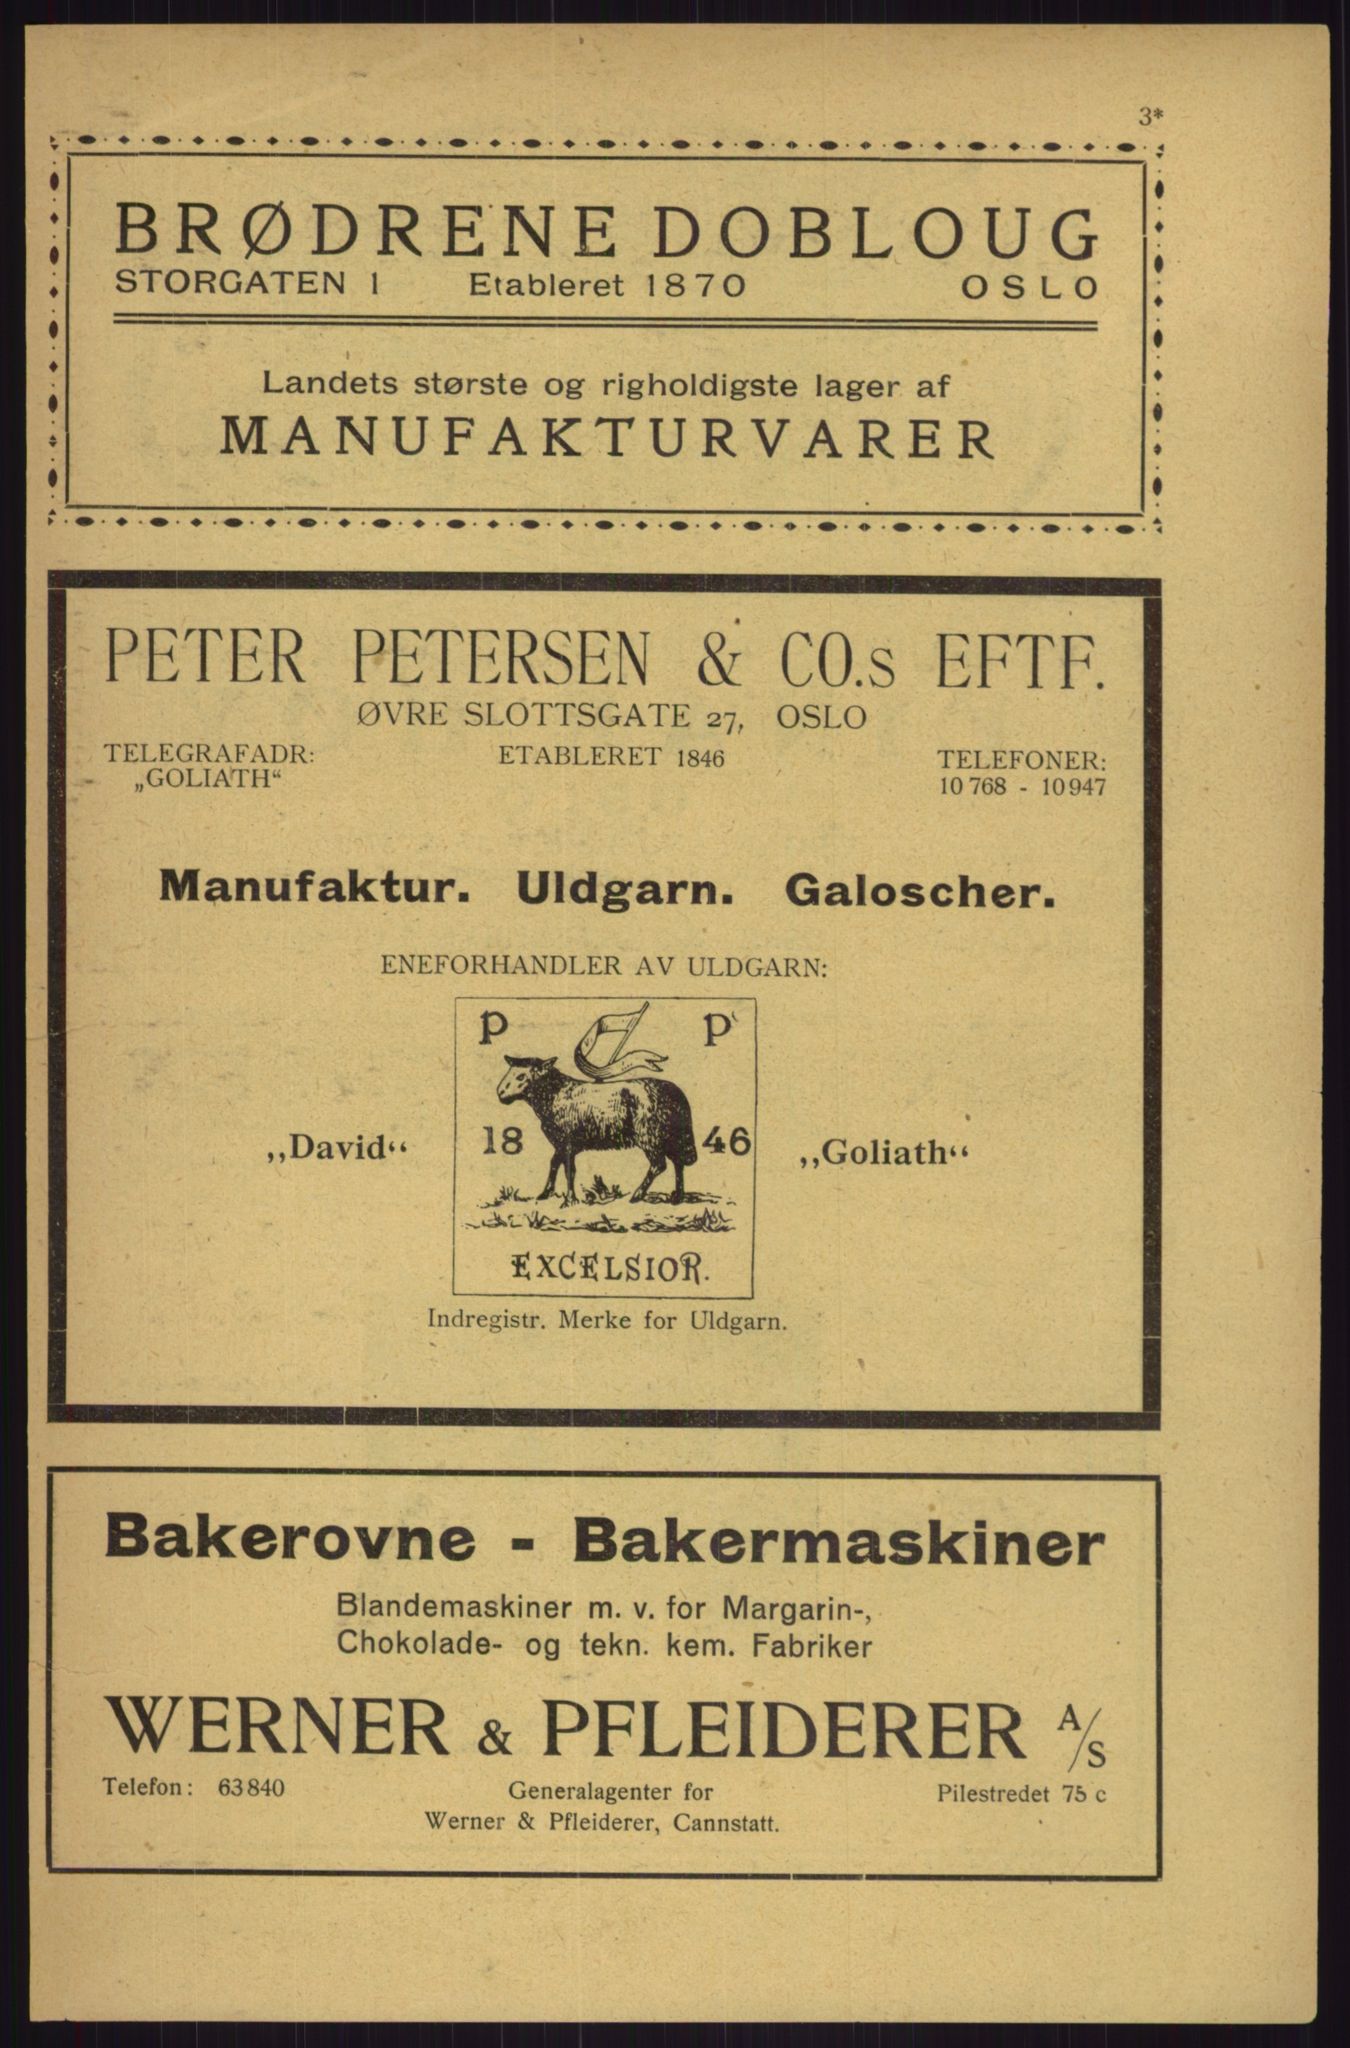 3*
BRØDRENE DOBLOUG
STORGATEN 1 Etableret 1870 OSLO
Landets største og righoldigste lager af
MANUFAKTURVARER
PETER PETERSEN & CO.s EFTF.
ØVRE SLOTTSGATE 27, OSLO
TELEGRAFADR: ETABLERET 1846 TELEFONER:
„GOLIATH“ 10 768 - 10 947
Manufaktur. Uldgarn. Galoscher.
ENEFORHANDLER AV ULDGARN:
P P
„David“ 18 46 „Goliath“
EXCELSIOR.
Indregistr. Merke for Uldgarn.
Bakerovne - Bakermaskiner
Blandemaskiner m. v. for Margarin-,
Chokolade- og tekn. kem. Fabriker
WERNER & PFLEIDERER A/S
Telefon: 63 840 Generalagenter for Pilestredet 75 c
Werner & Pfleiderer, Cannstatt.